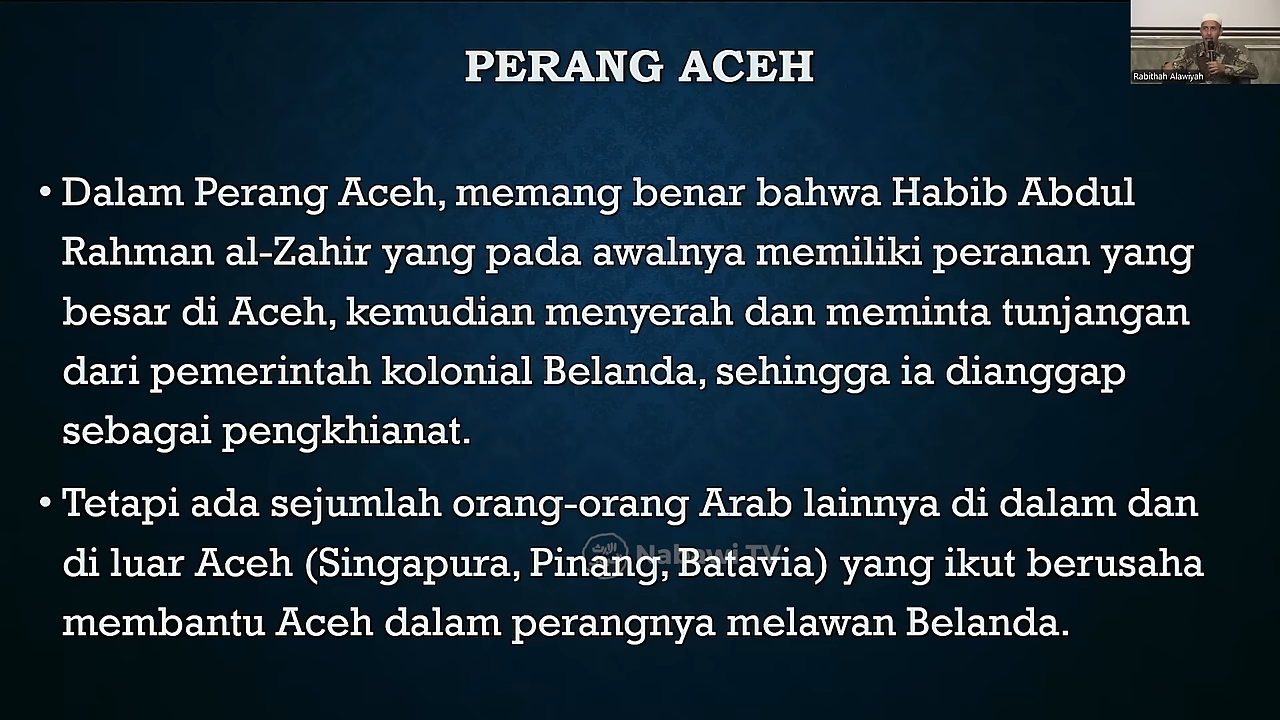 PERANG ACEH
Rabithah Alawiyah
• Dalam Perang Aceh, memang benar bahwa Habib Abdul
Rahman al-Zahir yang pada awalnya memiliki peranan yang
besar di Aceh, kemudian menyerah dan meminta tunjangan
dari pemerintah kolonial Belanda, sehingga ia dianggap
sebagai pengkhianat.
• Tetapi ada sejumlah orang-orang Arab lainnya di dalam dan
di luar Aceh (Singapura, Pinang, Batavia) yang ikut berusaha
membantu Aceh dalam perangnya melawan Belanda.
Nabawi TV